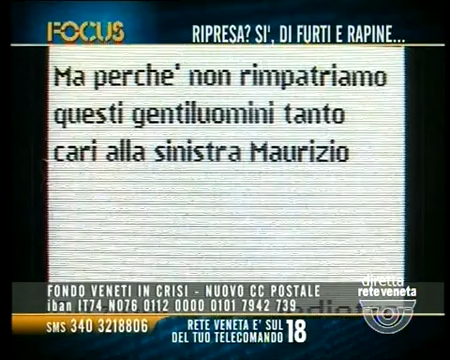 FOCUS
RIPRESA? SI', DI FURTI E RAPINE...
Ma perche' non rimpatriamo
questi gentiluomini tanto
cari alla sinistra Maurizio
diretta
reteveneta
FONDO VENETI IN CRISI - NUOVO CC POSTALE
iban IT74 N076 0112 0000 0101 7942 739
SMS 340 3218806
RETE VENETA E' SUL
DEL TUO TELECOMANDO 18